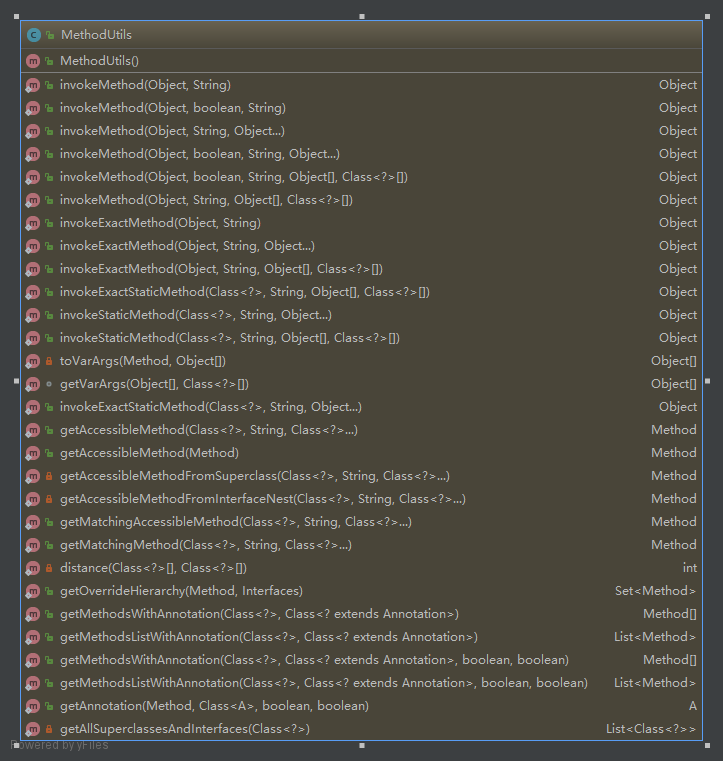 MethodUtils
MethodUtils()
invokeMethod(Object, String) Object
invokeMethod(Object, boolean, String) Object
invokeMethod(Object, String, Object...) Object
invokeMethod(Object, boolean, String, Object...) Object
invokeMethod(Object, boolean, String, Object[], Class<?>[]) Object
invokeMethod(Object, String, Object[], Class<?>[]) Object
invokeExactMethod(Object, String) Object
invokeExactMethod(Object, String, Object...) Object
invokeExactMethod(Object, String, Object[], Class<?>[]) Object
invokeExactStaticMethod(Class<?>, String, Object[], Class<?>[]) Object
invokeStaticMethod(Class<?>, String, Object...) Object
invokeStaticMethod(Class<?>, String, Object[], Class<?>[]) Object
toVarArgs(Method, Object[]) Object[]
getVarArgs(Object[], Class<?>[]) Object[]
invokeExactStaticMethod(Class<?>, String, Object...) Object
getAccessibleMethod(Class<?>, String, Class<?>...) Method
getAccessibleMethod(Method) Method
getAccessibleMethodFromSuperclass(Class<?>, String, Class<?>...) Method
getAccessibleMethodFromInterfaceNest(Class<?>, String, Class<?>...) Method
getMatchingAccessibleMethod(Class<?>, String, Class<?>...) Method
getMatchingMethod(Class<?>, String, Class<?>...) Method
distance(Class<?>[], Class<?>[]) int
getOverrideHierarchy(Method, Interfaces) Set<Method>
getMethodsWithAnnotation(Class<?>, Class<? extends Annotation>) Method[]
getMethodsListWithAnnotation(Class<?>, Class<? extends Annotation>) List<Method>
getMethodsWithAnnotation(Class<?>, Class<? extends Annotation>, boolean, boolean) Method[]
getMethodsListWithAnnotation(Class<?>, Class<? extends Annotation>, boolean, boolean) List<Method>
getAnnotation(Method, Class<A>, boolean, boolean) A
getAllSuperclassesAndInterfaces(Class<?>) List<Class<?>>
Powered by yFiles